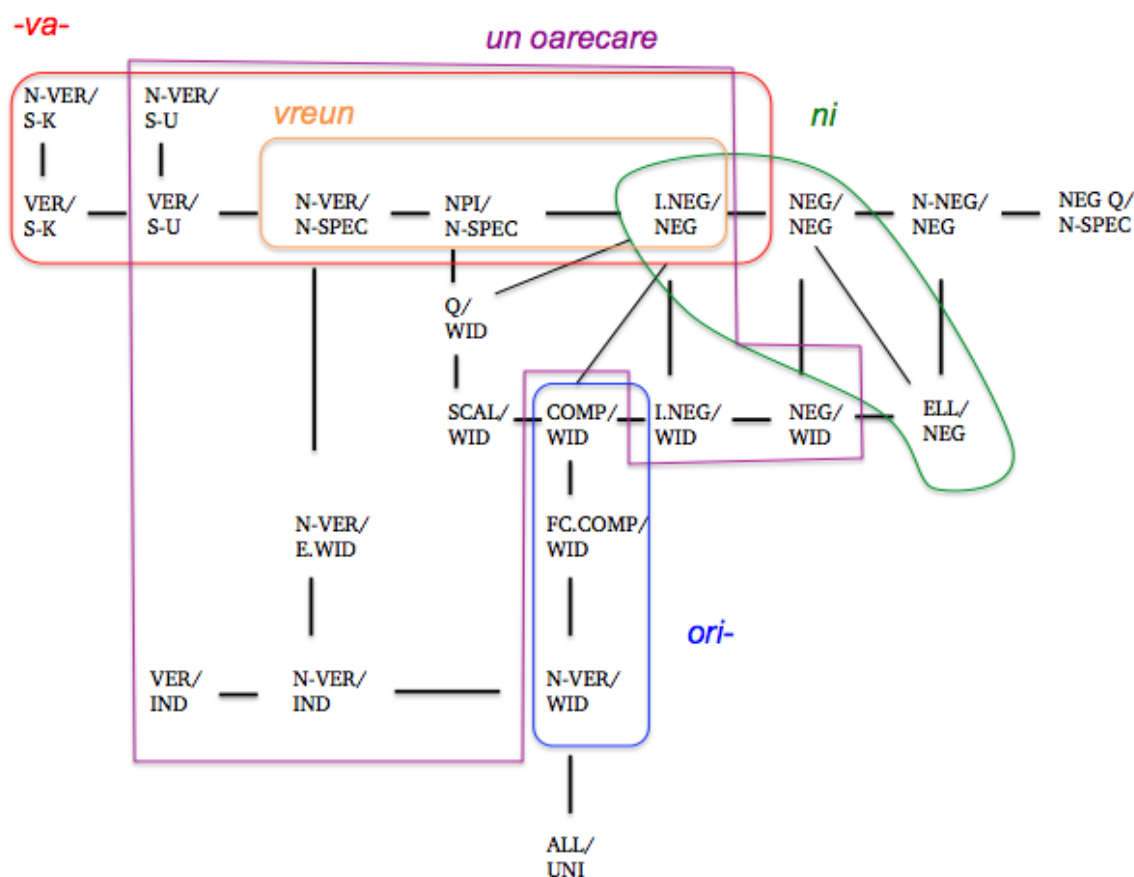 -va-
un oarecare
vreun
ni
N-VER/
S-K
N-VER/
S-U
VER/
S-K
VER/
S-U
N-VER/
N-SPEC
NPI/
N-SPEC
I.NEG/
NEG
NEG/
NEG
N-NEG/
NEG
NEG Q/
N-SPEC
Q/
WID
SCAL/
WID
COMP/
WID
I.NEG/
WID
NEG/
WID
ELL/
NEG
N-VER/
E.WID
FC.COMP/
WID
ori-
VER/
IND
N-VER/
IND
N-VER/
WID
ALL/
UNI